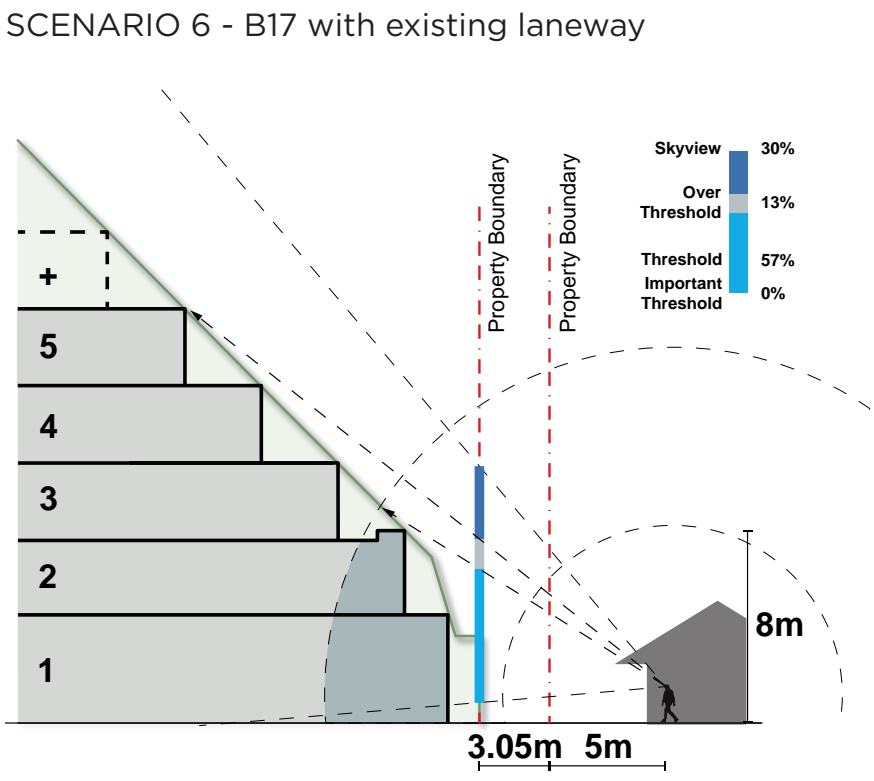 SCENARIO 6 - B17 with existing laneway
Property Boundary
Property Boundary
Skyview 30%
Over
Threshold 13%
Threshold 57%
Important
Threshold 0%
+
5
4
3
2
1
8m
3.05m 5m